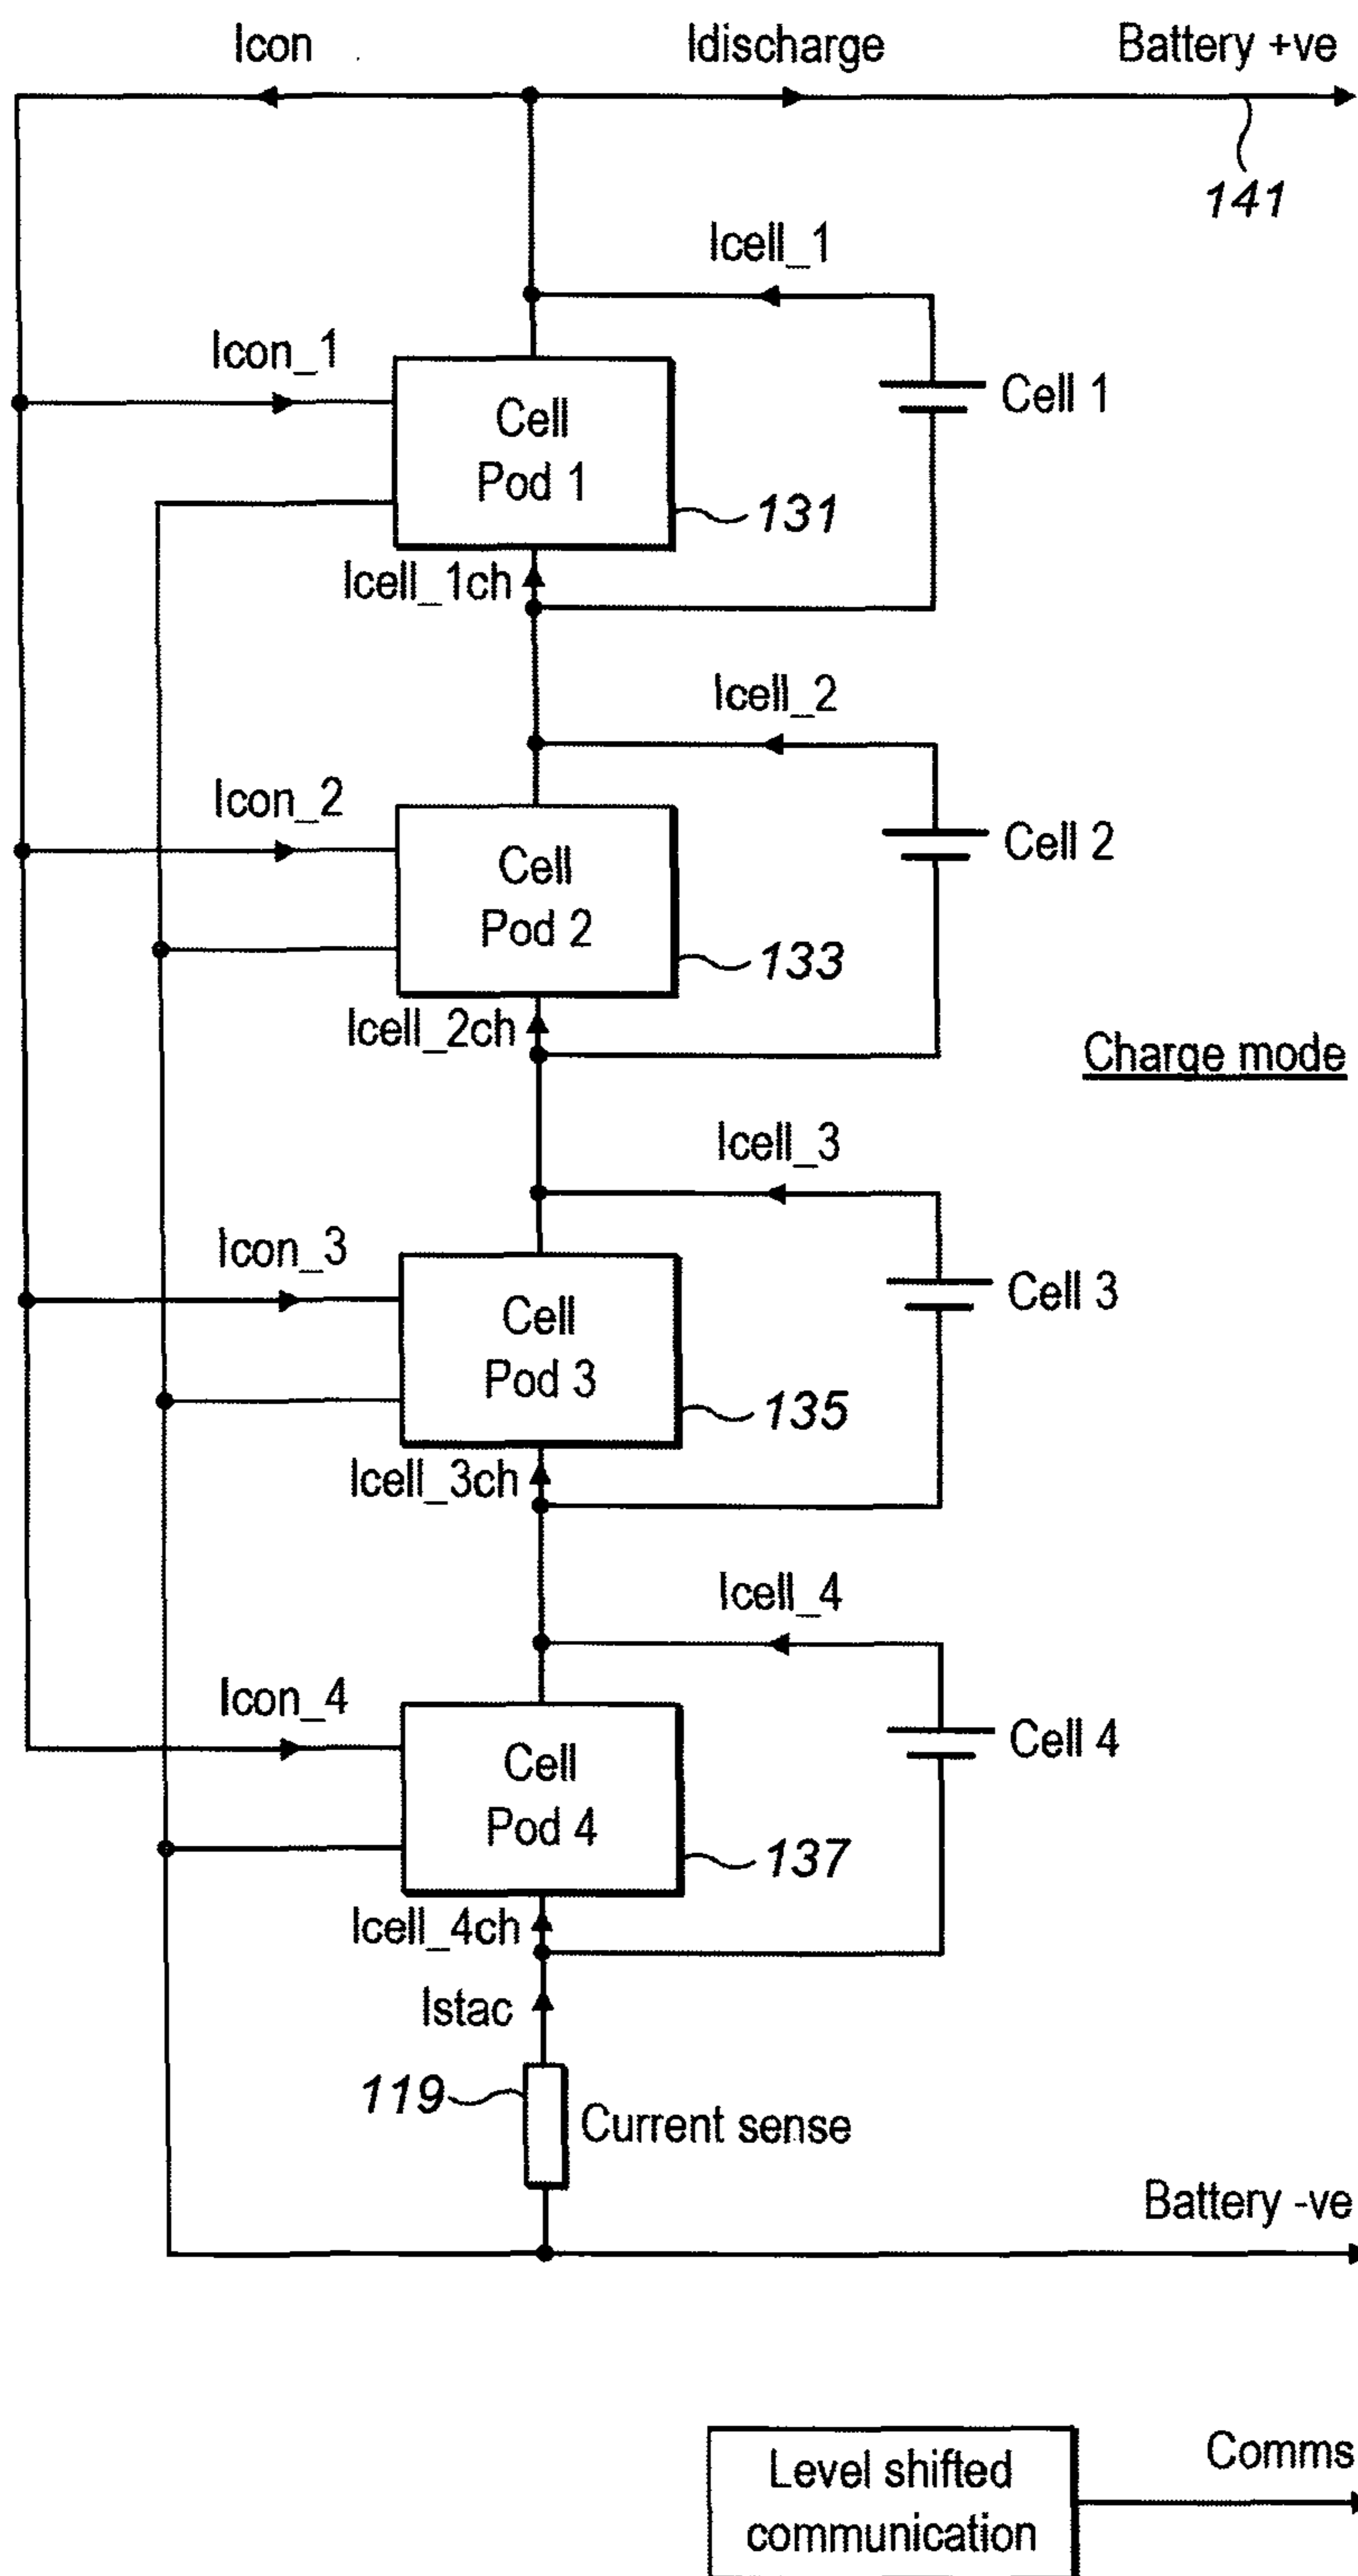 Icon
Idischarge
Battery +ve
141
Icell_1
Icon_1
Cell
Pod 1
Cell 1
131
Icell_1ch
Icell_2
Icon_2
Cell
Pod 2
Cell 2
133
Icell_2ch
Charge mode
Icell_3
Icon_3
Cell
Pod 3
Cell 3
135
Icell_3ch
Icell_4
Icon_4
Cell
Pod 4
Cell 4
137
Icell_4ch
Istac
119
Current sense
Battery -ve
Level shifted
communication
Comms